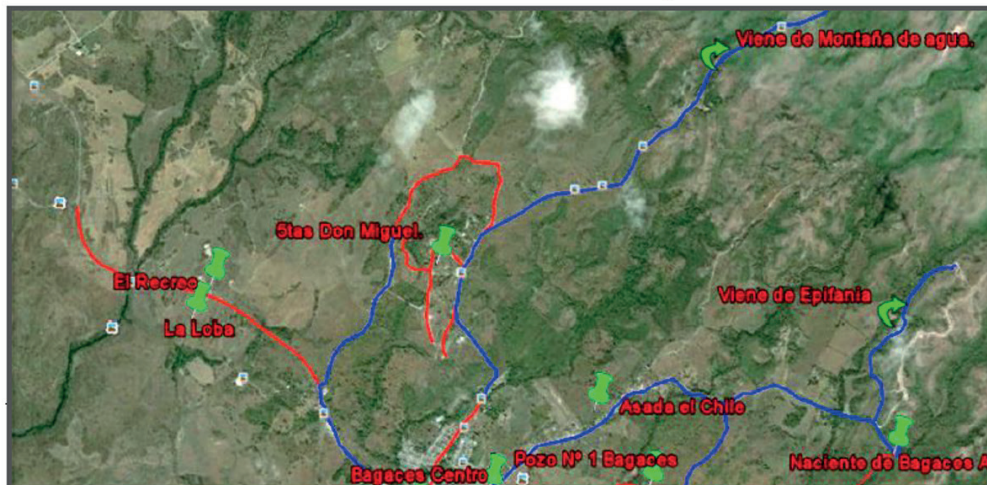 Viene de Montaña de agua.
5tas Don Miguel.
El Recreo
La Loba
Viene de Epifania
Asada el Chile
Bagaces Centro
Pozo Nº 1 Bagaces
Naciente de Bagaces A